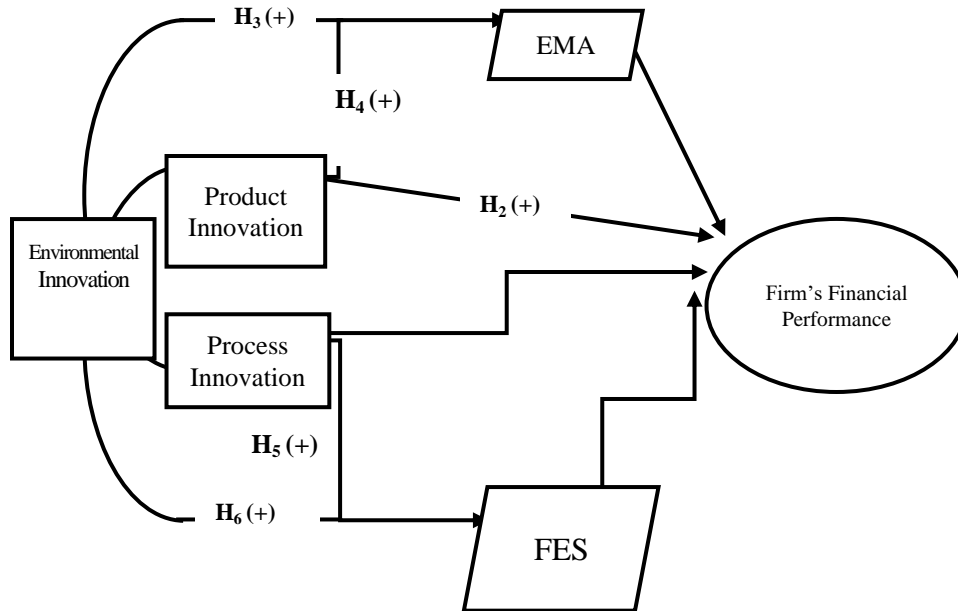 H3 (+)
EMA
H4 (+)
Product
Innovation
H2 (+)
Environmental
Innovation
Firm's Financial
Performance
Process
Innovation
H5 (+)
H6 (+)
FES